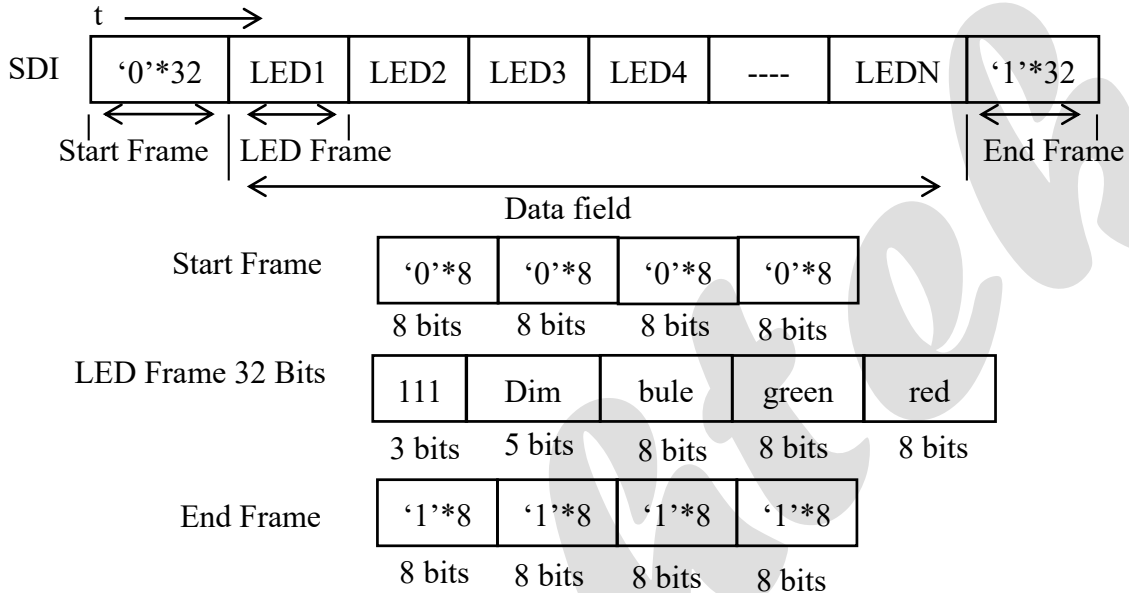 t
SDI ‘0’*32 LED1 LED2 LED3 LED4 ---- LEDN ‘1’*32
Start Frame LED Frame End Frame
Data field
Start Frame ‘0’*8 ‘0’*8 ‘0’*8 ‘0’*8
8 bits 8 bits 8 bits 8 bits
LED Frame 32 Bits 111 Dim bule green red
3 bits 5 bits 8 bits 8 bits 8 bits
End Frame ‘1’*8 ‘1’*8 ‘1’*8 ‘1’*8
8 bits 8 bits 8 bits 8 bits